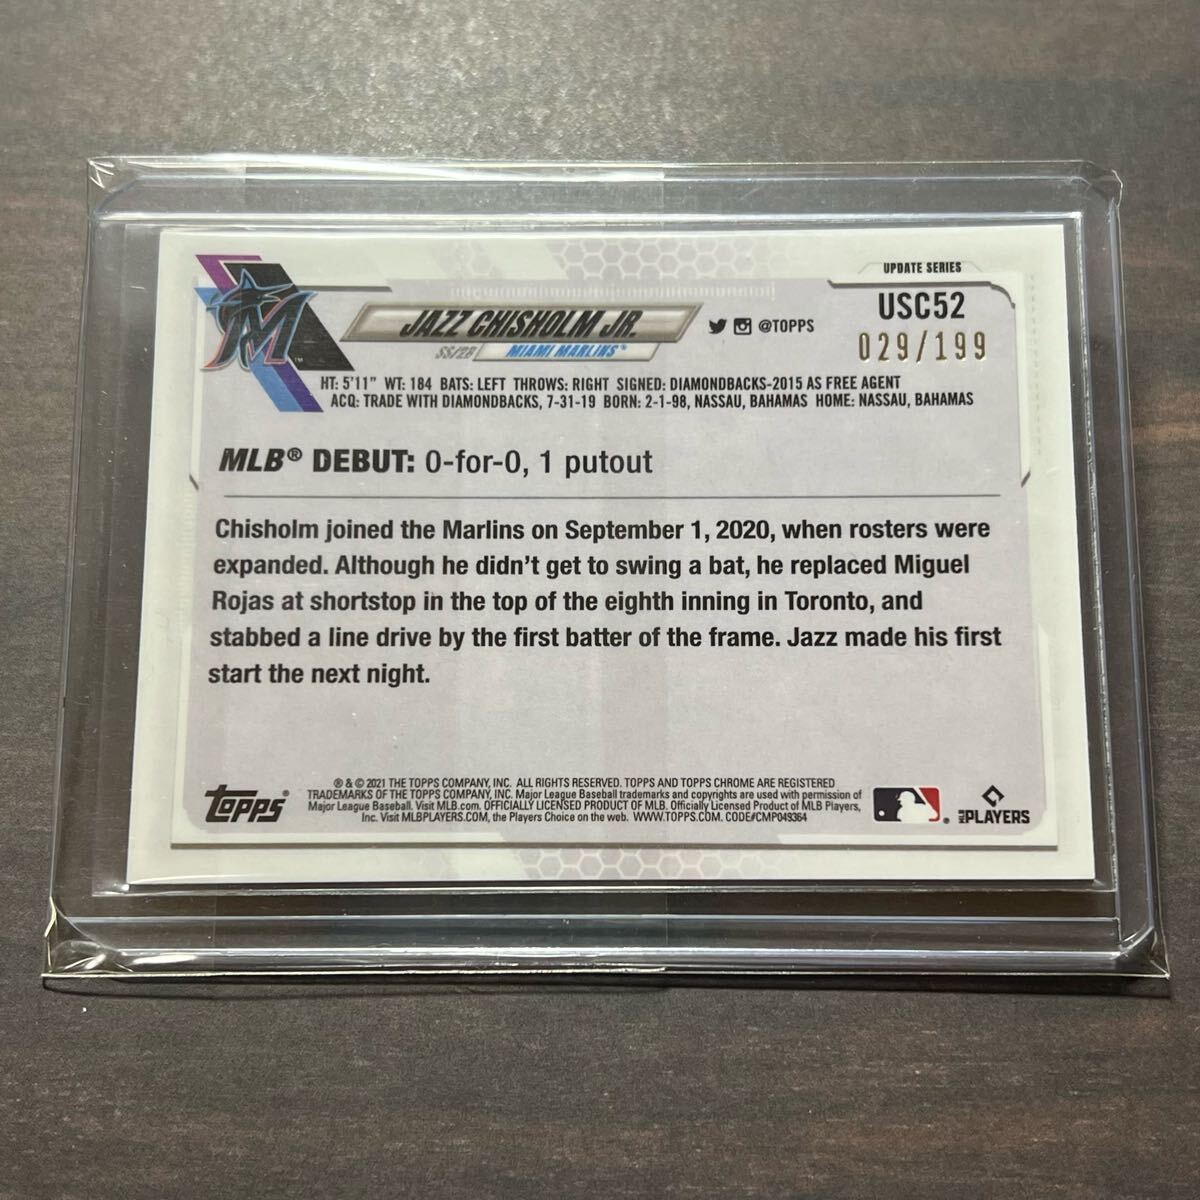 UPDATE SERIES
USC52
029/199
M
JAZZ CHISHOLM JR.
SS/2B MIAMI MARLINS
@TOPPS
HT: 5'11" WT: 184 BATS: LEFT THROWS: RIGHT SIGNED: DIAMONDBACKS-2015 AS FREE AGENT
ACQ: TRADE WITH DIAMONDBACKS, 7-31-19 BORN: 2-1-98, NASSAU, BAHAMAS HOME: NASSAU, BAHAMAS
MLB® DEBUT: 0-for-0, 1 putout
Chisholm joined the Marlins on September 1, 2020, when rosters were
expanded. Although he didn't get to swing a bat, he replaced Miguel
Rojas at shortstop in the top of the eighth inning in Toronto, and
stabbed a line drive by the first batter of the frame. Jazz made his first
start the next night.
TOPPS®
® & © 2021 THE TOPPS COMPANY, INC. ALL RIGHTS RESERVED. TOPPS AND TOPPS CHROME ARE REGISTERED
TRADEMARKS OF THE TOPPS COMPANY, INC. Major League Baseball trademarks and copyrights are used with permission of
Major League Baseball. Visit MLB.com. OFFICIALLY LICENSED PRODUCT OF MLB. Officially Licensed Product of MLB Players,
Inc. Visit MLBPLAYERS.COM, the Players Choice on the web. WWW.TOPPS.COM. CODE#CMP049364
MLB PLAYERS